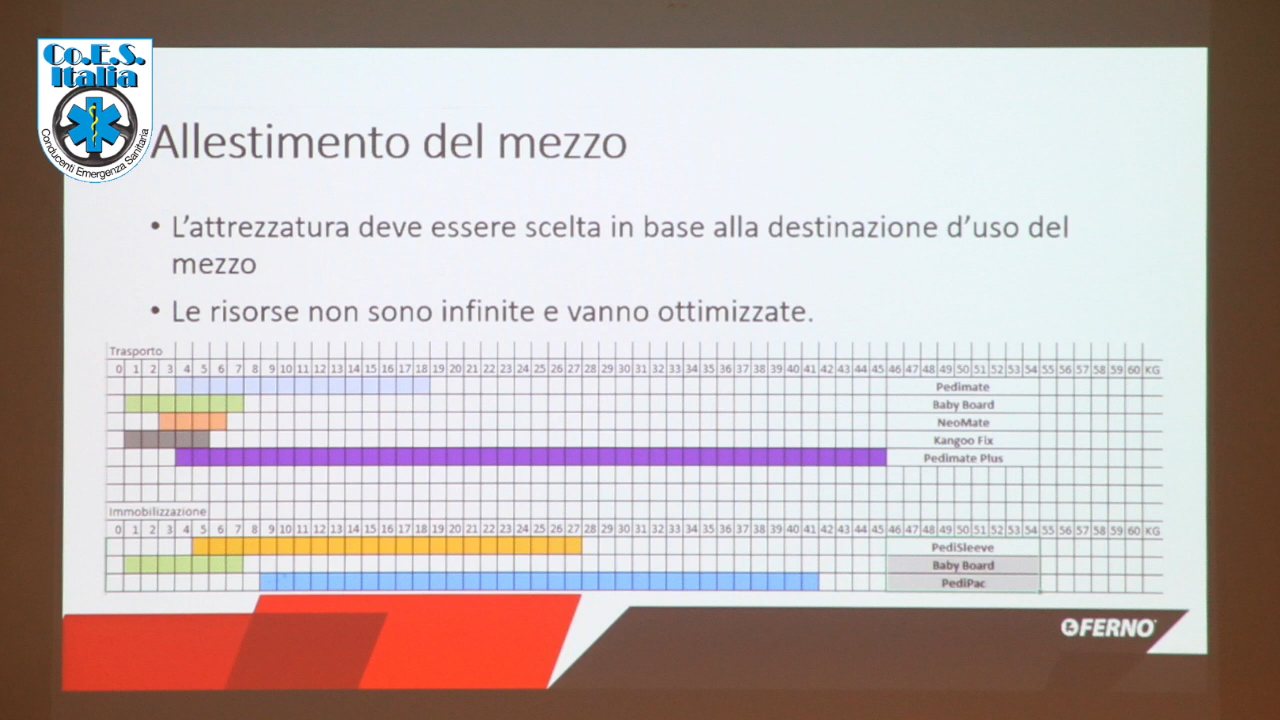 Co.E.S.
Italia
Conducenti Emergenza Sanitaria
Allestimento del mezzo
• L'attrezzatura deve essere scelta in base alla destinazione d'uso del
mezzo
• Le risorse non sono infinite e vanno ottimizzate.
Trasporto
0 1 2 3 4 5 6 7 8 9 10 11 12 13 14 15 16 17 18 19 20 21 22 23 24 25 26 27 28 29 30 31 32 33 34 35 36 37 38 39 40 41 42 43 44 45 46 47 48 49 50 51 52 53 54 55 56 57 58 59 60 KG
Pedimate
Baby Board
NeoMate
Kangoo Fix
Pedimate Plus
Immobilizzazione
0 1 2 3 4 5 6 7 8 9 10 11 12 13 14 15 16 17 18 19 20 21 22 23 24 25 26 27 28 29 30 31 32 33 34 35 36 37 38 39 40 41 42 43 44 45 46 47 48 49 50 51 52 53 54 55 56 57 58 59 60 KG
PediSleeve
Baby Board
PediPac
FERNO